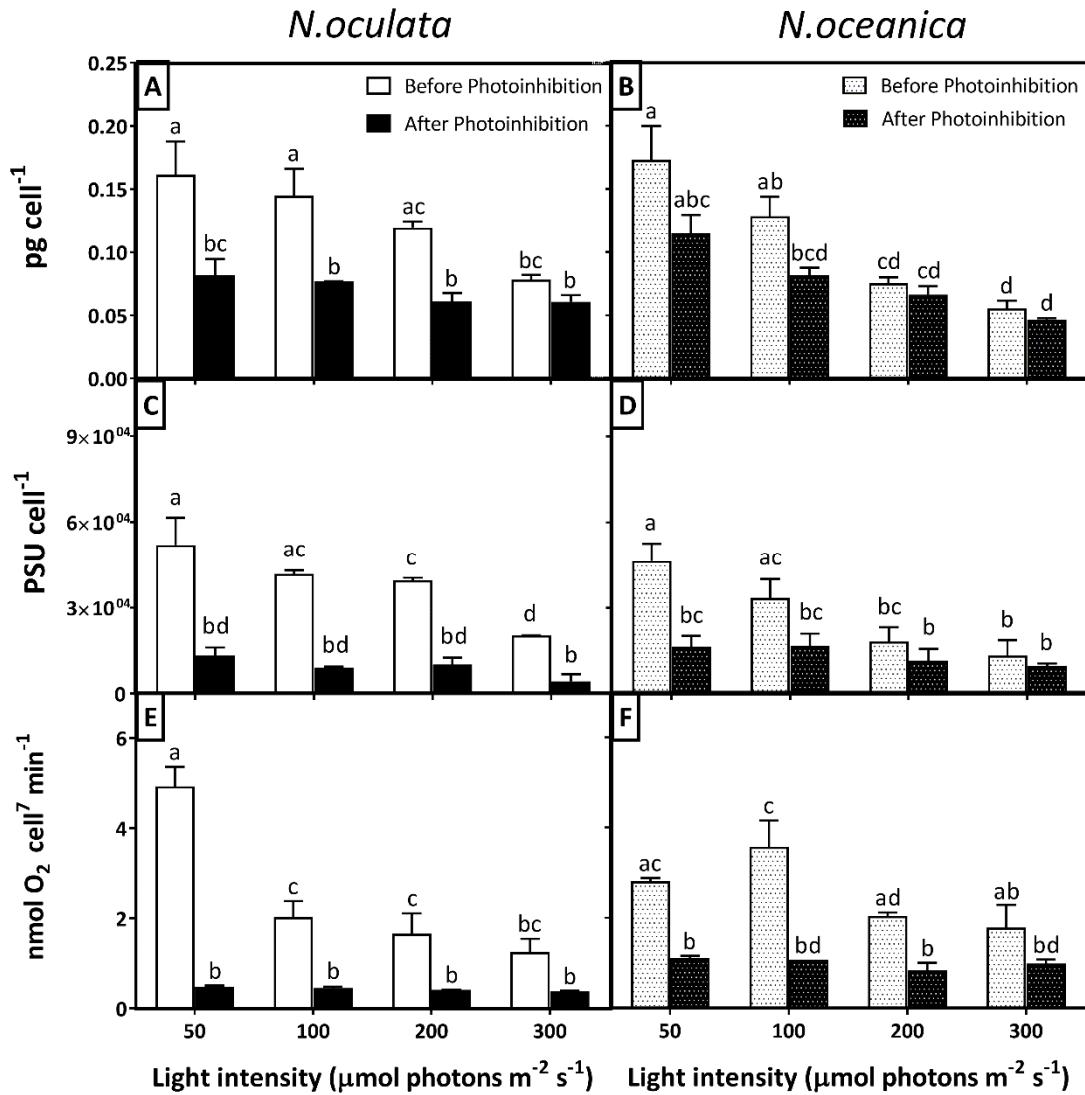 N.oculata
N.oceanica
pg cell⁻¹
0.25
0.20
0.15
0.10
0.05
0.00
A
Before Photoinhibition
After Photoinhibition
a
bc
a
b
ac
b
bc
b
B
Before Photoinhibition
After Photoinhibition
a
abc
ab
bcd
cd
cd
d
d
PSU cell⁻¹
9×10⁰⁴
6×10⁰⁴
3×10⁰⁴
0
C
a
bd
ac
bd
c
bd
d
b
D
a
bc
ac
bc
bc
b
b
b
nmol O₂ cell⁷ min⁻¹
6
4
2
0
E
a
b
c
b
c
b
bc
b
F
ac
b
c
bd
ad
b
ab
bd
50 100 200 300
50 100 200 300
Light intensity (μmol photons m⁻² s⁻¹)
Light intensity (μmol photons m⁻² s⁻¹)